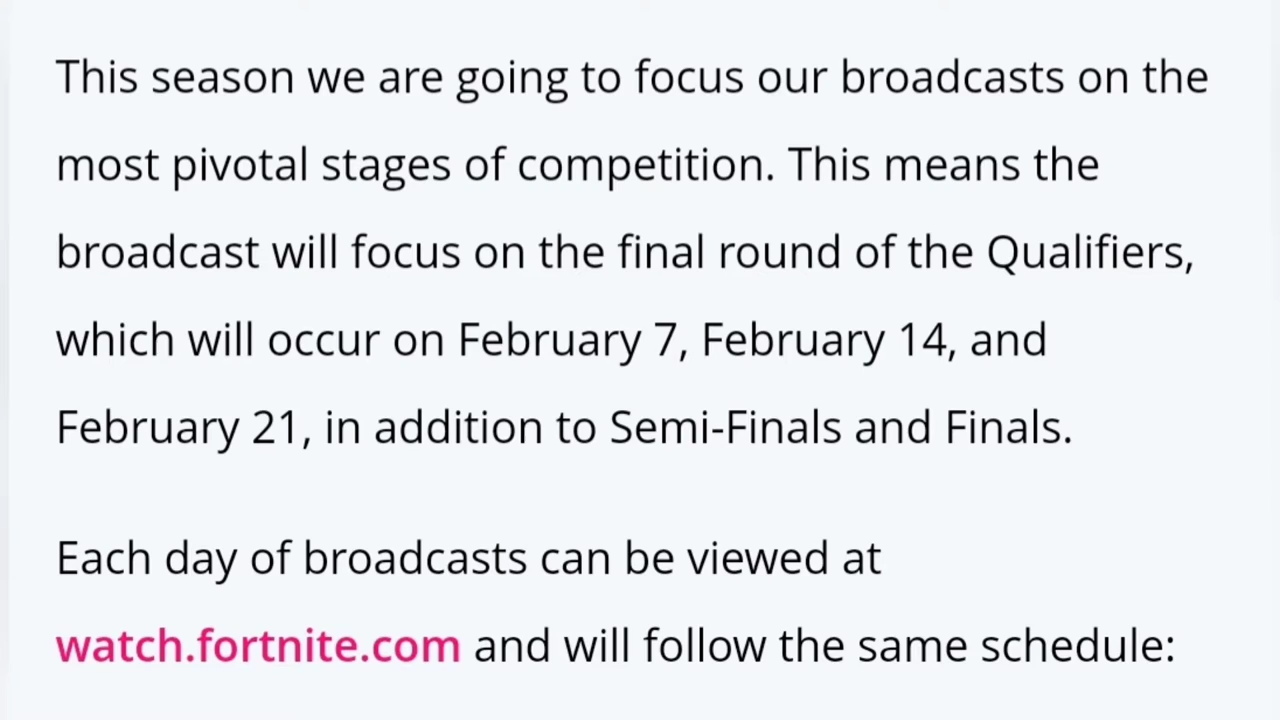 This season we are going to focus our broadcasts on the
most pivotal stages of competition. This means the
broadcast will focus on the final round of the Qualifiers,
which will occur on February 7, February 14, and
February 21, in addition to Semi-Finals and Finals.
Each day of broadcasts can be viewed at
watch.fortnite.com and will follow the same schedule: